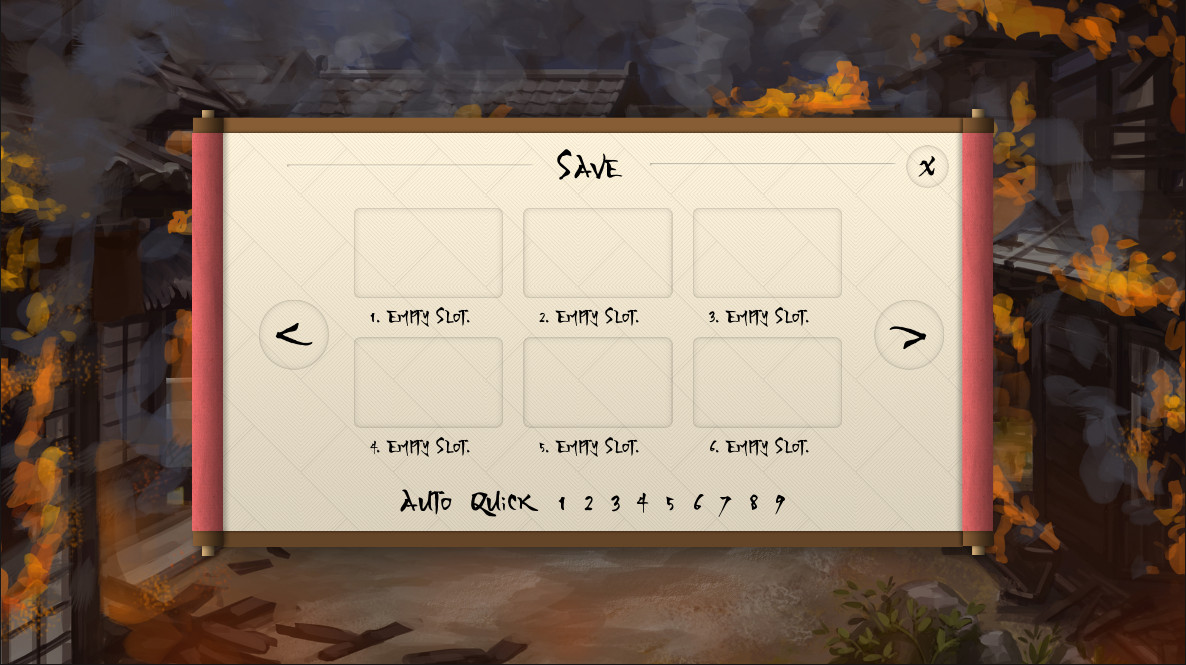 Save
x
1. Empty Slot.
2. Empty Slot.
3. Empty Slot.
<
>
4. Empty Slot.
5. Empty Slot.
6. Empty Slot.
Auto Quick 1 2 3 4 5 6 7 8 9